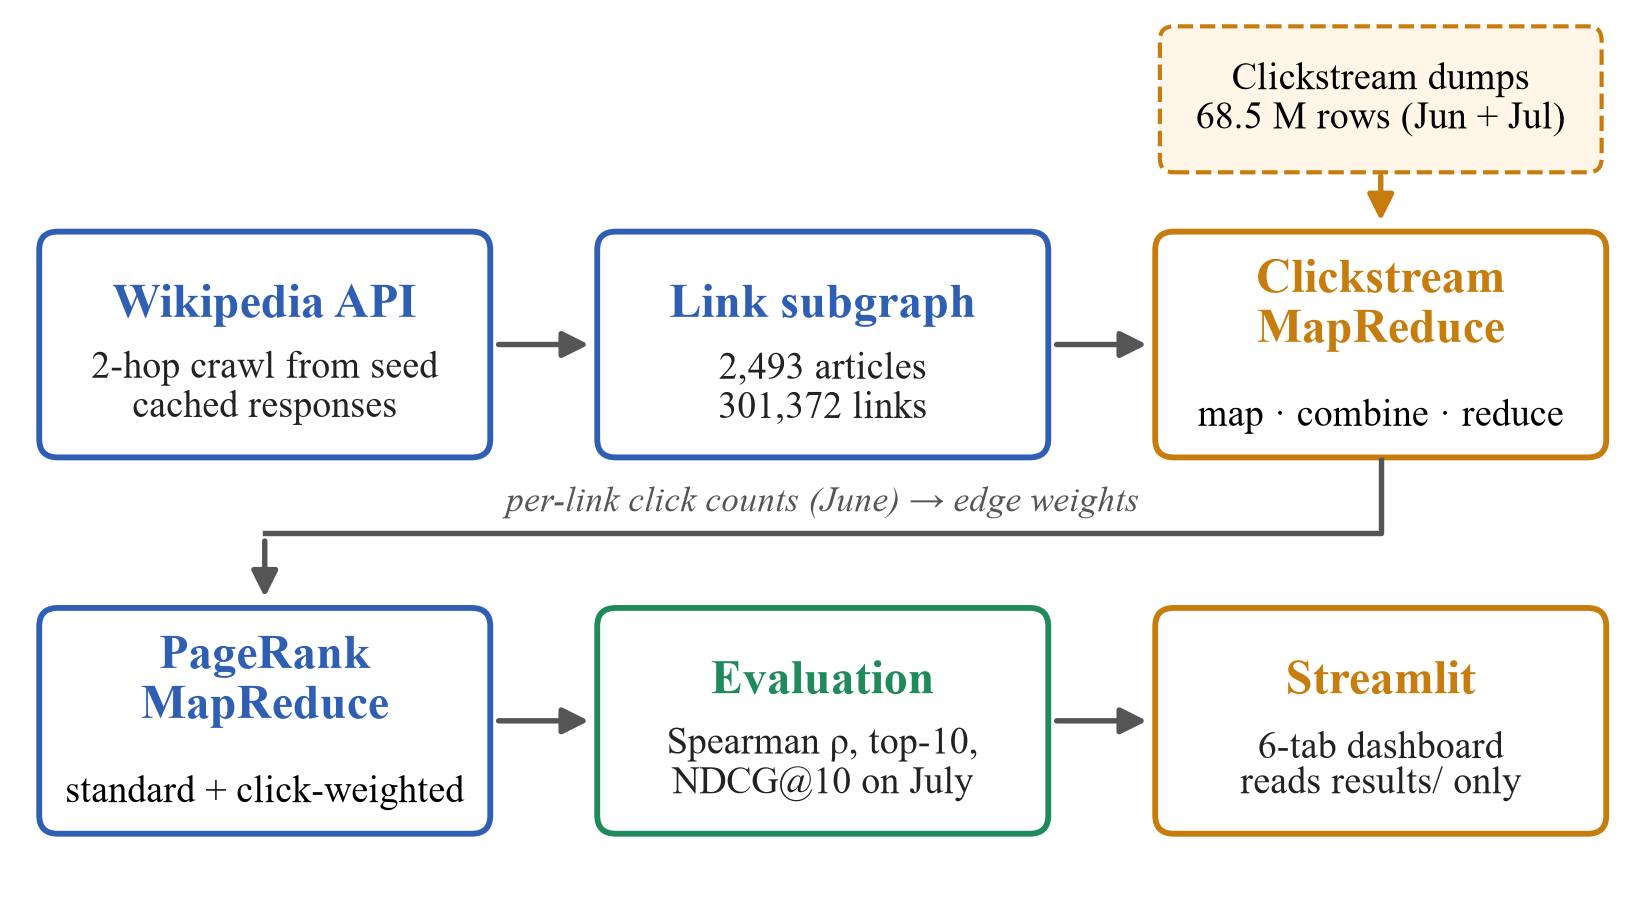 Clickstream dumps
68.5 M rows (Jun + Jul)
Wikipedia API
2-hop crawl from seed
cached responses
Link subgraph
2,493 articles
301,372 links
Clickstream
MapReduce
map · combine · reduce
per-link click counts (June) → edge weights
PageRank
MapReduce
standard + click-weighted
Evaluation
Spearman ρ, top-10,
NDCG@10 on July
Streamlit
6-tab dashboard
reads results/ only